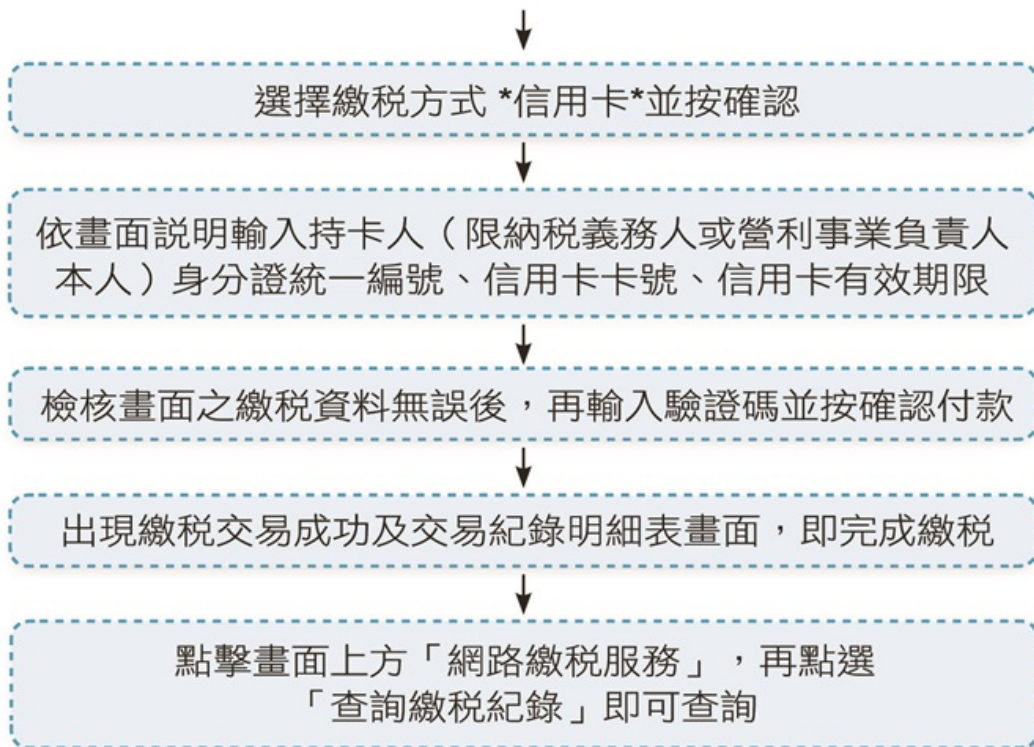 選擇繳稅方式 *信用卡*並按確認
依畫面說明輸入持卡人（限納稅義務人或營利事業負責人
本人）身分證統一編號、信用卡卡號、信用卡有效期限
檢核畫面之繳稅資料無誤後，再輸入驗證碼並按確認付款
出現繳稅交易成功及交易紀錄明細表畫面，即完成繳稅
點擊畫面上方「網路繳稅服務」，再點選
「查詢繳稅紀錄」即可查詢